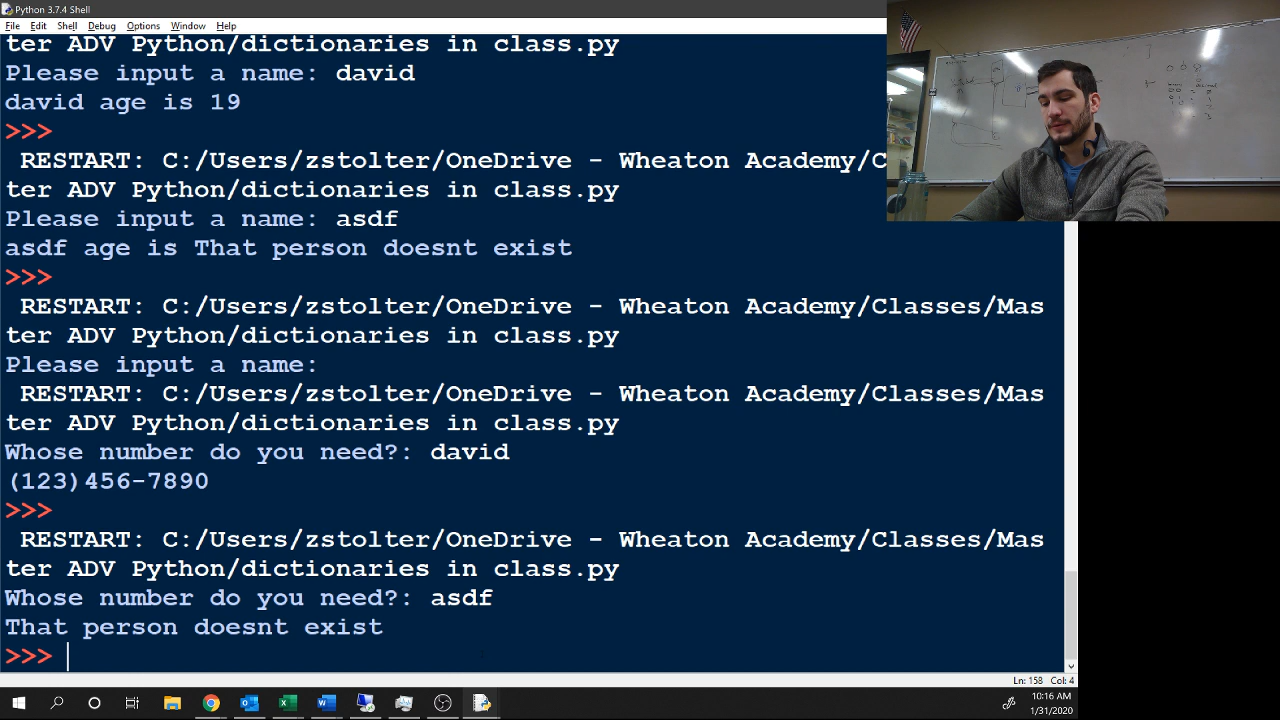 Python 3.7.4 Shell
File Edit Shell Debug Options Window Help
ter ADV Python/dictionaries in class.py
Please input a name: david
david age is 19
>>>
RESTART: C:/Users/zstolter/OneDrive - Wheaton Academy/C
ter ADV Python/dictionaries in class.py
Please input a name: asdf
asdf age is That person doesnt exist
>>>
RESTART: C:/Users/zstolter/OneDrive - Wheaton Academy/Classes/Mas
ter ADV Python/dictionaries in class.py
Please input a name:
RESTART: C:/Users/zstolter/OneDrive - Wheaton Academy/Classes/Mas
ter ADV Python/dictionaries in class.py
Whose number do you need?: david
(123)456-7890
>>>
RESTART: C:/Users/zstolter/OneDrive - Wheaton Academy/Classes/Mas
ter ADV Python/dictionaries in class.py
Whose number do you need?: asdf
That person doesnt exist
>>>
Ln: 158 Col: 4
10:16 AM
1/31/2020